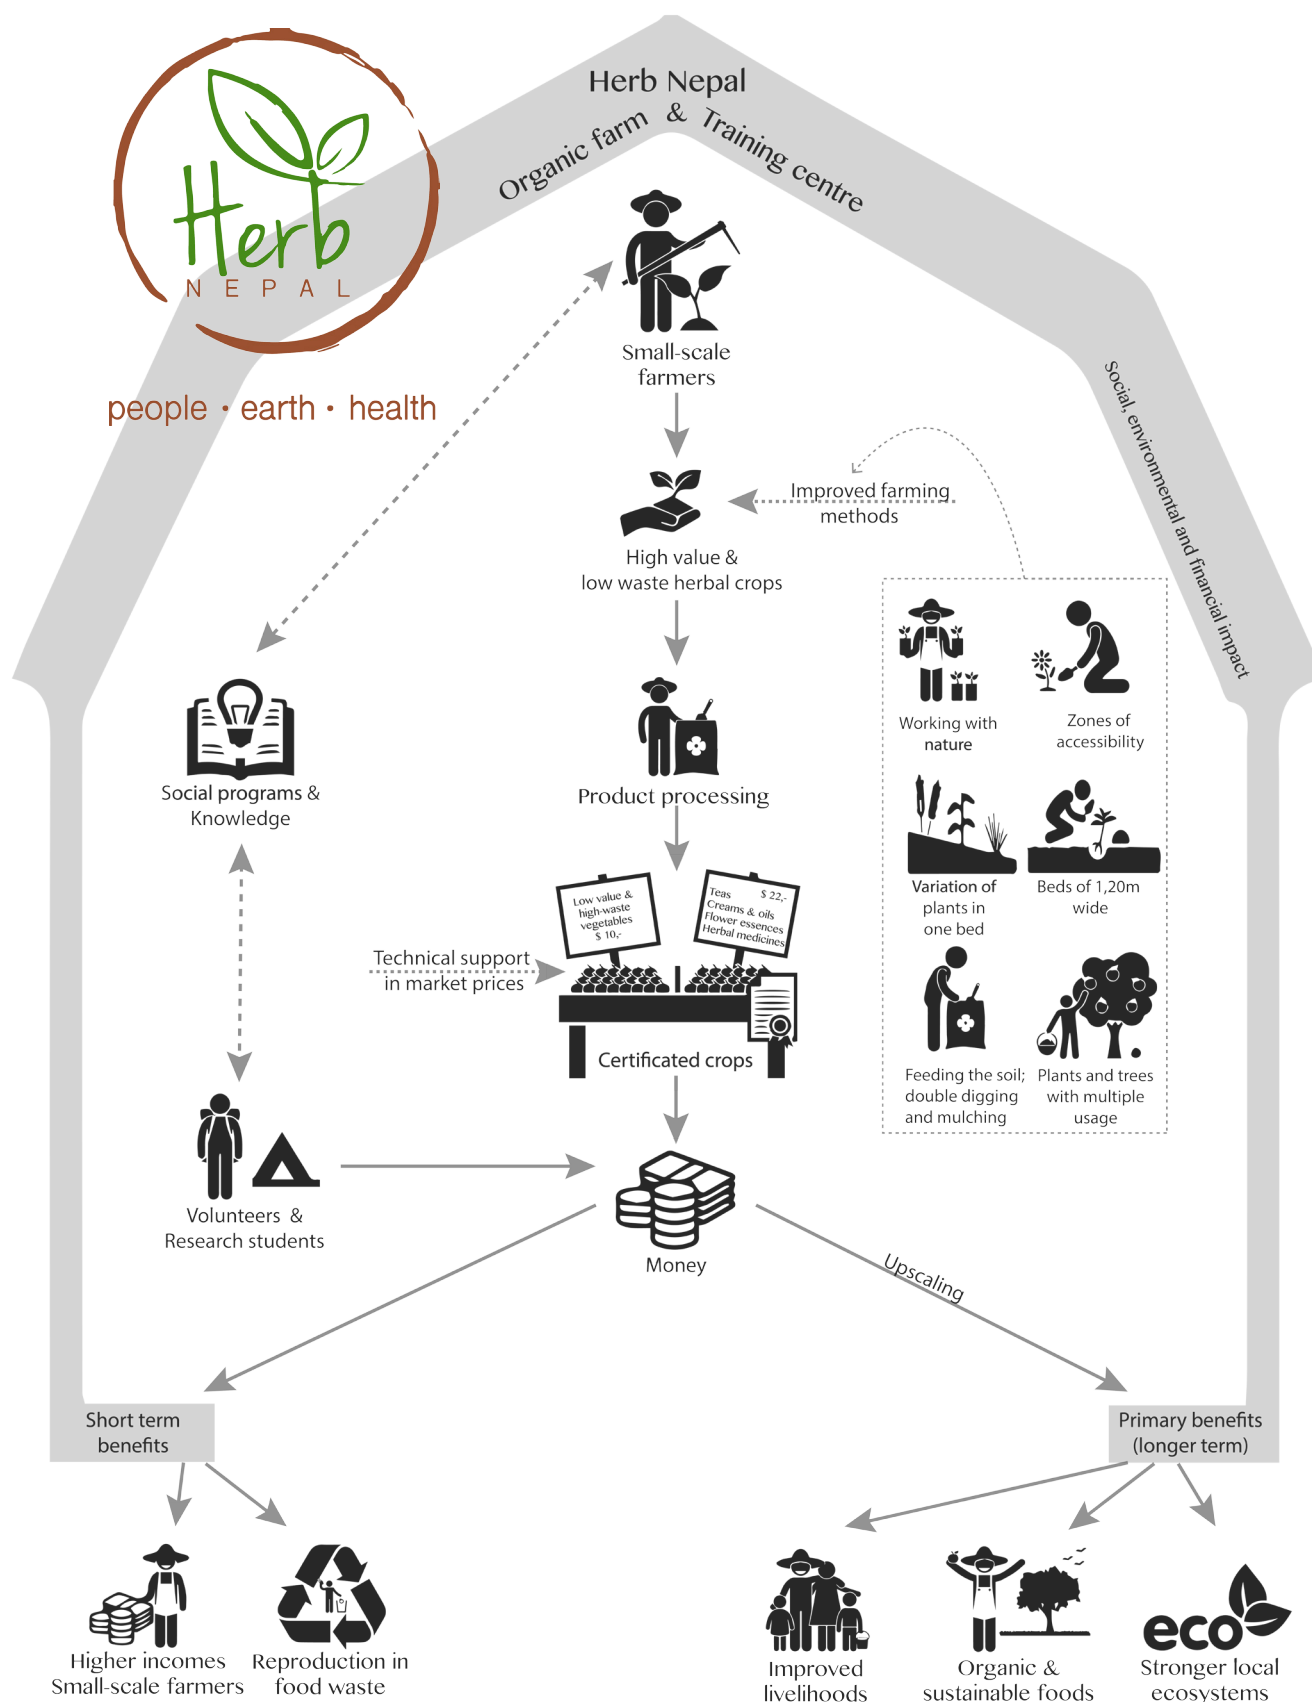 Herb Nepal
Organic farm & Training centre
Herb
NEPAL
people · earth · health
Small-scale
farmers
Social, environmental and financial impact
Improved farming
methods
High value &
low waste herbal crops
Working with
nature
Zones of
accessibility
Social programs &
Knowledge
Product processing
Low value &
high-waste
vegetables
$ 10,-
Teas $ 22,-
Creams & oils
Flower essences
Herbal medicines
Variation of
plants in
one bed
Beds of 1,20m
wide
Technical support
in market prices
Certificated crops
Feeding the soil;
double digging
and mulching
Plants and trees
with multiple
usage
Volunteers &
Research students
Money
Upscaling
Short term
benefits
Primary benefits
(longer term)
Higher incomes
Small-scale farmers
Reproduction in
food waste
Improved
livelihoods
Organic &
sustainable foods
eco
Stronger local
ecosystems